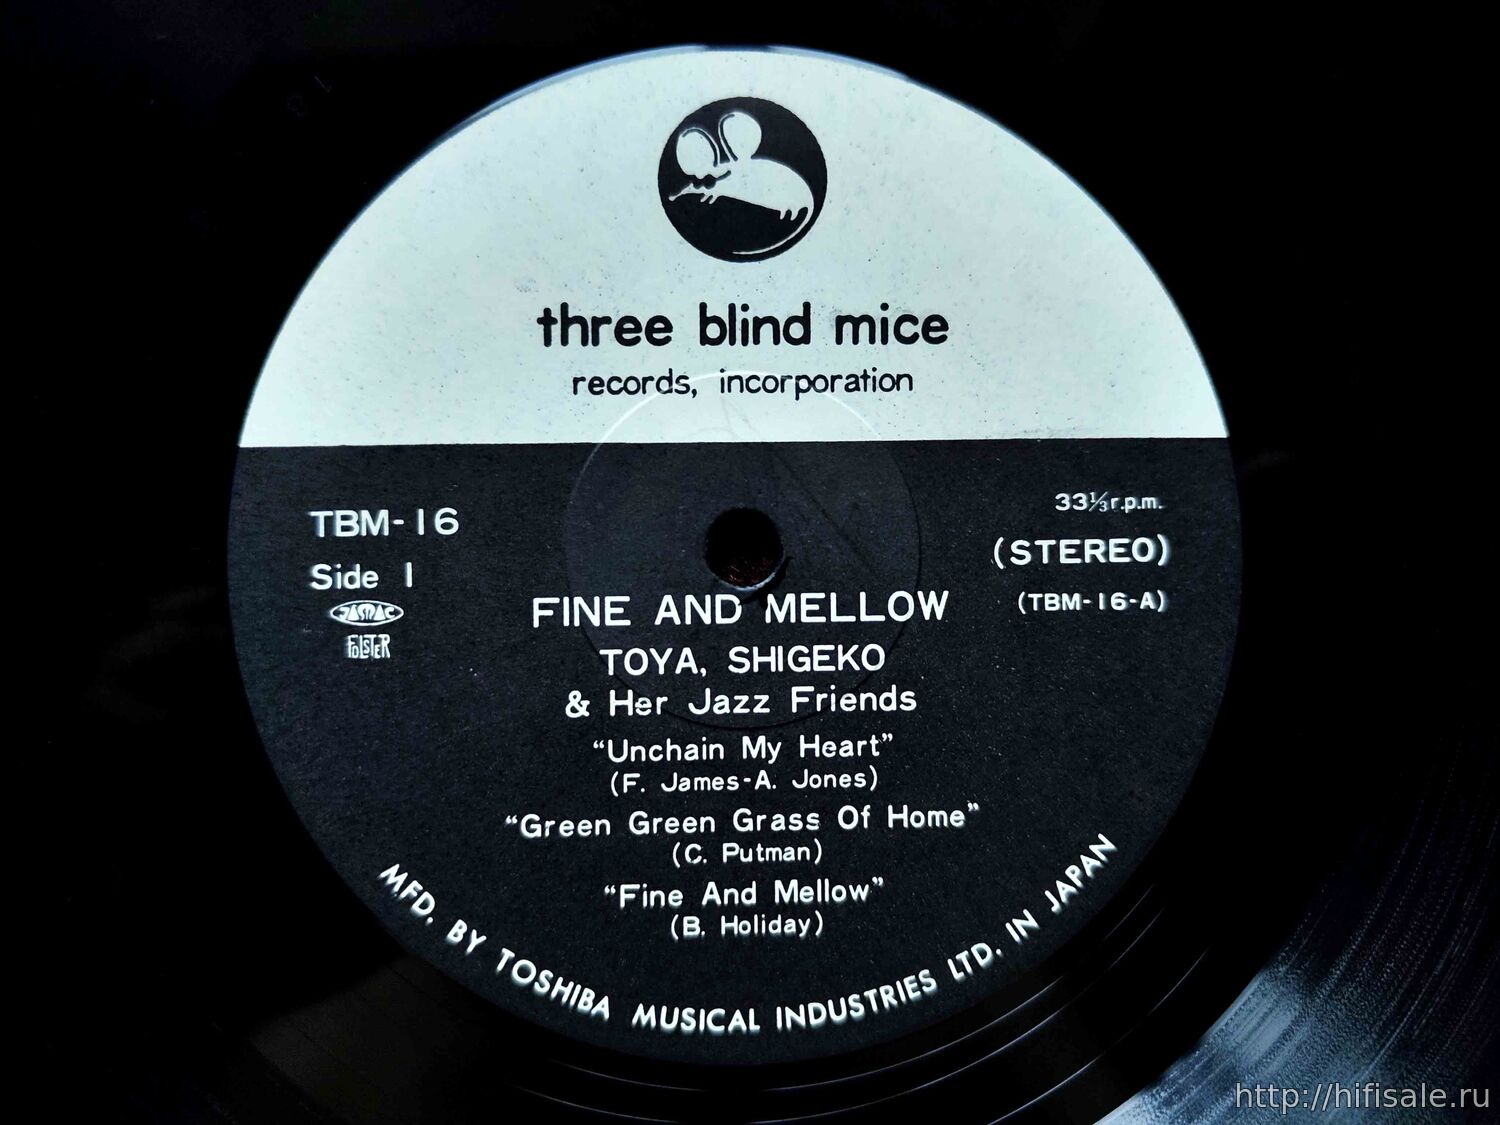 three blind mice
records, incorporation
TBM-16
Side 1
JASRAC
FOLSTER
33⅓ r.p.m.
(STEREO)
(TBM-16-A)
FINE AND MELLOW
TOYA, SHIGEKO
& Her Jazz Friends
“Unchain My Heart”
(F. James-A. Jones)
“Green Green Grass Of Home”
(C. Putman)
“Fine And Mellow”
(B. Holiday)
MFD. BY TOSHIBA MUSICAL INDUSTRIES LTD. IN JAPAN
http://hifisale.ru